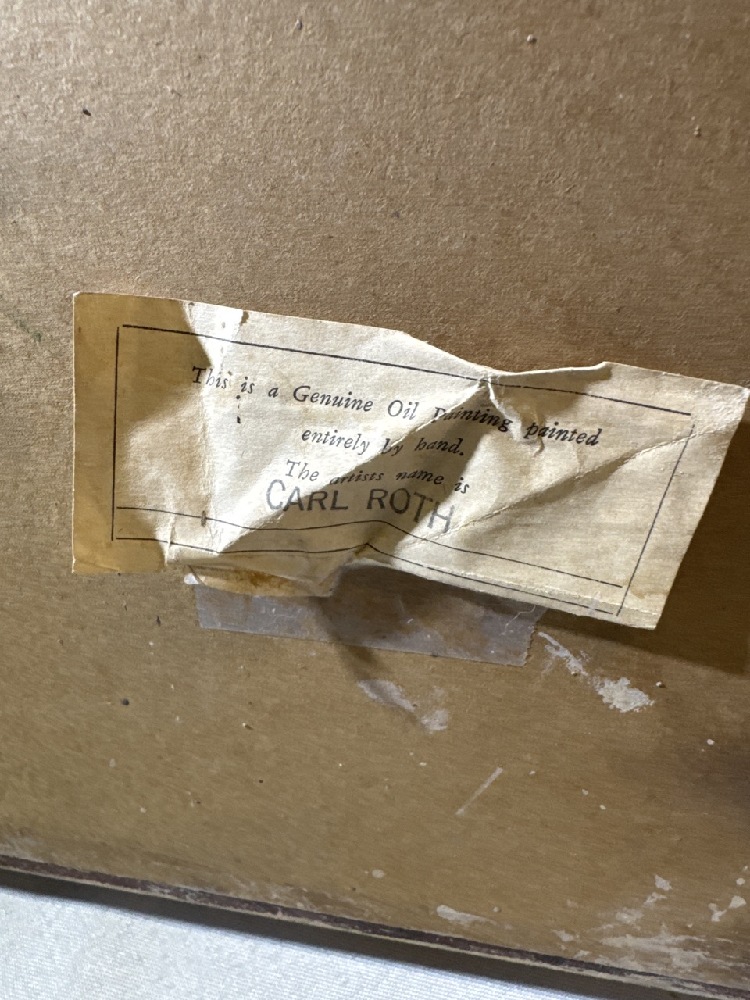 This is a Genuine Oil Painting painted
entirely by hand.
The artists name is
CARL ROTH